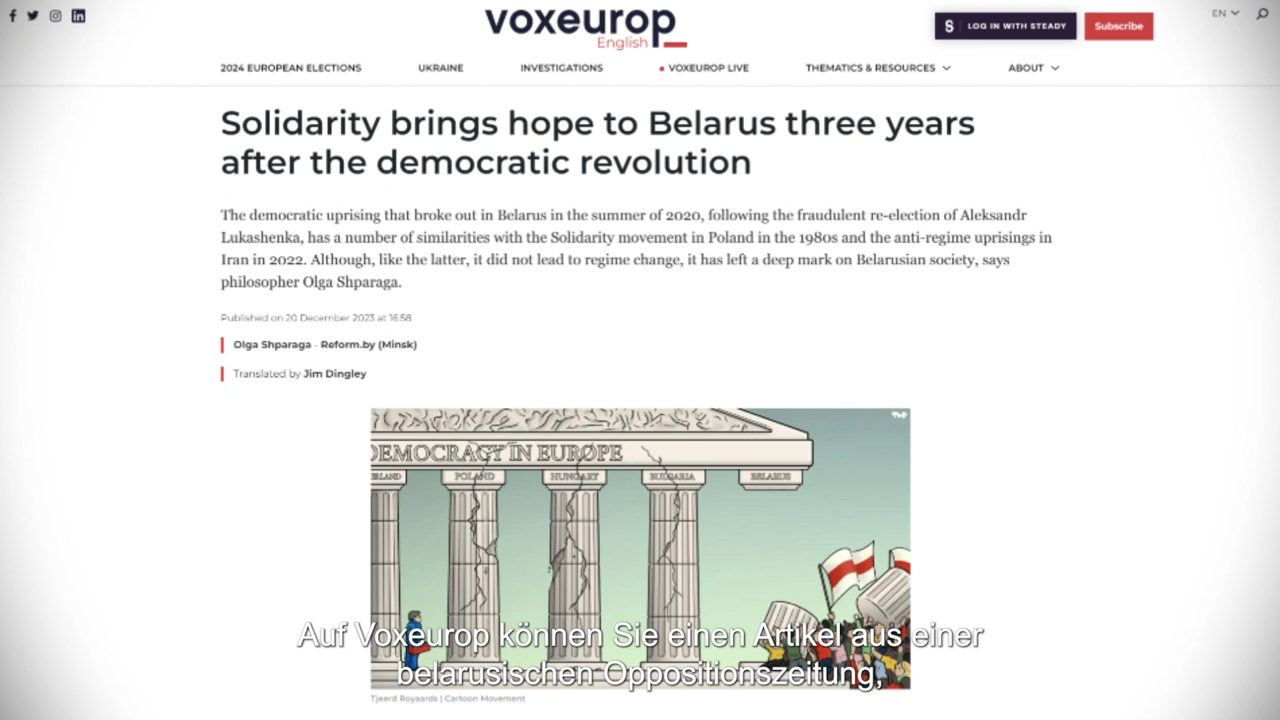 voxeurop
English
LOG IN WITH STEADY
Subscribe
EN
2024 EUROPEAN ELECTIONS
UKRAINE
INVESTIGATIONS
VOXEUROP LIVE
THEMATICS & RESOURCES
ABOUT
Solidarity brings hope to Belarus three years
after the democratic revolution
The democratic uprising that broke out in Belarus in the summer of 2020, following the fraudulent re-election of Aleksandr
Lukashenka, has a number of similarities with the Solidarity movement in Poland in the 1980s and the anti-regime uprisings in
Iran in 2022. Although, like the latter, it did not lead to regime change, it has left a deep mark on Belarusian society, says
philosopher Olga Shparaga.
Published on 20 December 2023 at 16:58
Olga Shparaga - Reform.by (Minsk)
Translated by Jim Dingley
DEMOCRACY IN EUROPE
POLAND
HUNGARY
BULGARIA
BELARUS
Auf Voxeurop können Sie einen Artikel aus einer
belarusischen Oppositionszeitung,
Tjeerd Royaards | Cartoon Movement